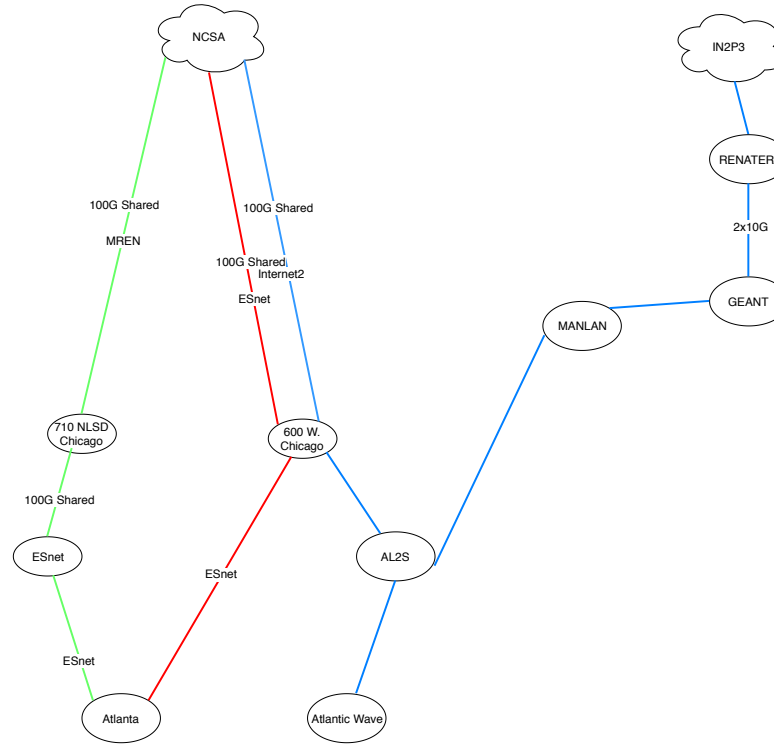 NCSA
IN2P3
RENATER
100G Shared
100G Shared
2x10G
MREN
100G Shared
Internet2
ESnet
GEANT
MANLAN
710 NLSD
Chicago
600 W.
Chicago
100G Shared
ESnet
AL2S
ESnet
ESnet
Atlanta
Atlantic Wave